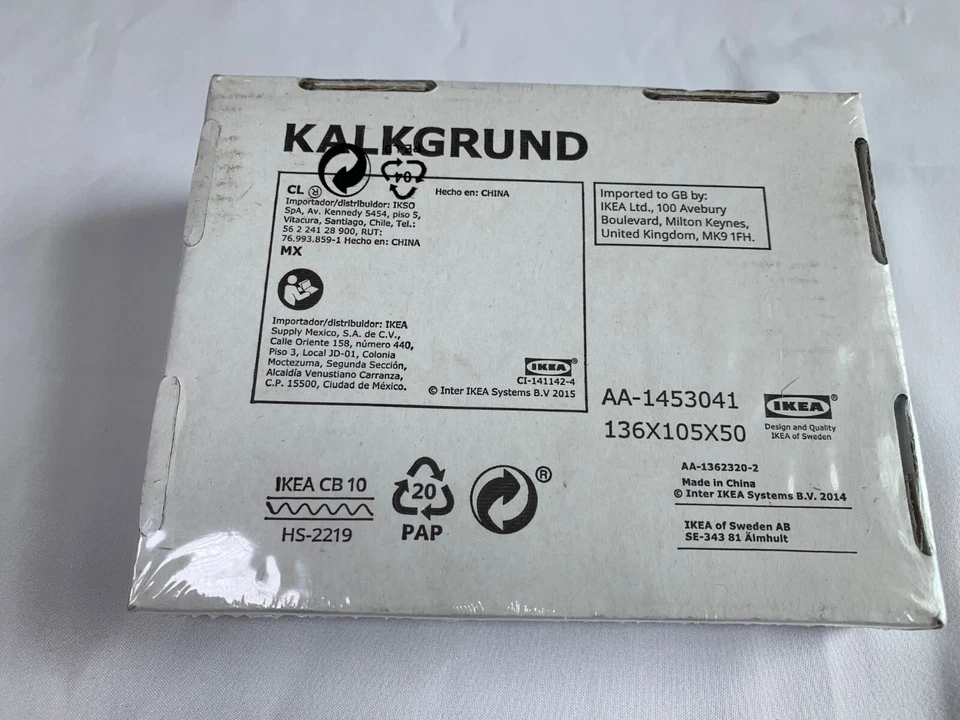 KALKGRUND
04
CL ® Hecho en: CHINA
Importador/distribuidor: IKSO
SpA, Av. Kennedy 5454, piso 5,
Vitacura, Santiago, Chile, Tel.:
56 2 241 28 900, RUT:
76.993.859-1 Hecho en: CHINA
MX
Importador/distribuidor: IKEA
Supply Mexico, S.A. de C.V.,
Calle Oriente 158, número 440,
Piso 3, Local JD-01, Colonia
Moctezuma, Segunda Sección,
Alcaldía Venustiano Carranza,
C.P. 15500, Ciudad de México.
IKEA®
CI-141142-4
© Inter IKEA Systems B.V 2015
Imported to GB by:
IKEA Ltd., 100 Avebury
Boulevard, Milton Keynes,
United Kingdom, MK9 1FH.
AA-1453041
136X105X50
IKEA®
Design and Quality
IKEA of Sweden
AA-1362320-2
Made in China
© Inter IKEA Systems B.V. 2014
IKEA of Sweden AB
SE-343 81 Älmhult
IKEA CB 10
HS-2219
20
PAP
®